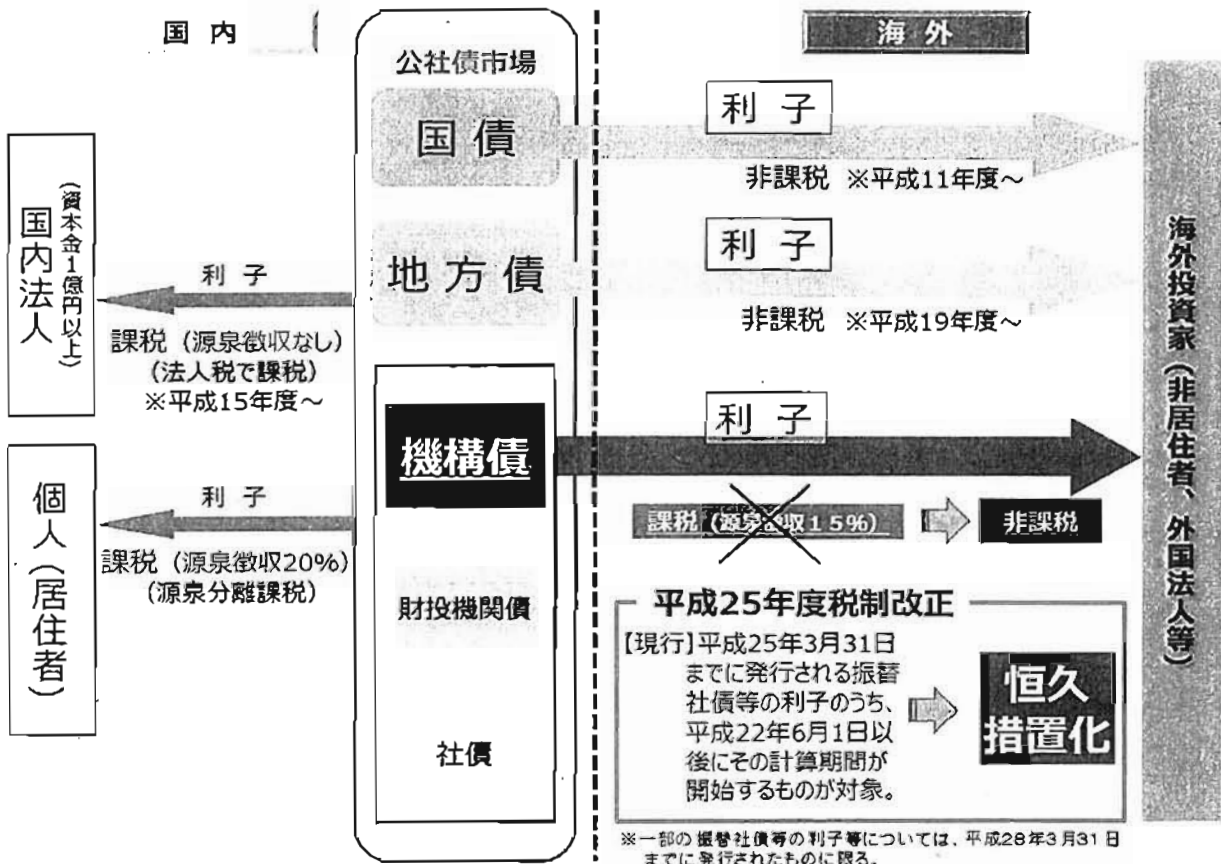 国内
海外
公社債市場
国債
利子
非課税 ※平成11年度～
地方債
利子
非課税 ※平成19年度～
国内法人
(資本金1億円以上)
利子
課税（源泉徴収なし）
(法人税で課税)
※平成15年度～
機構債
利子
課税（源泉徴収１５%）
非課税
個人（居住者）
利子
課税（源泉徴収20%）
(源泉分離課税)
財投機関債
社債
海外投資家（非居住者、外国法人等）
平成25年度税制改正
【現行】平成25年3月31日
までに発行される振替
社債等の利子のうち、
平成22年6月1日以
後にその計算期間が
開始するものが対象。
恒久
措置化
※一部の振替社債等の利子等については、平成28年3月31日
までに発行されたものに限る。